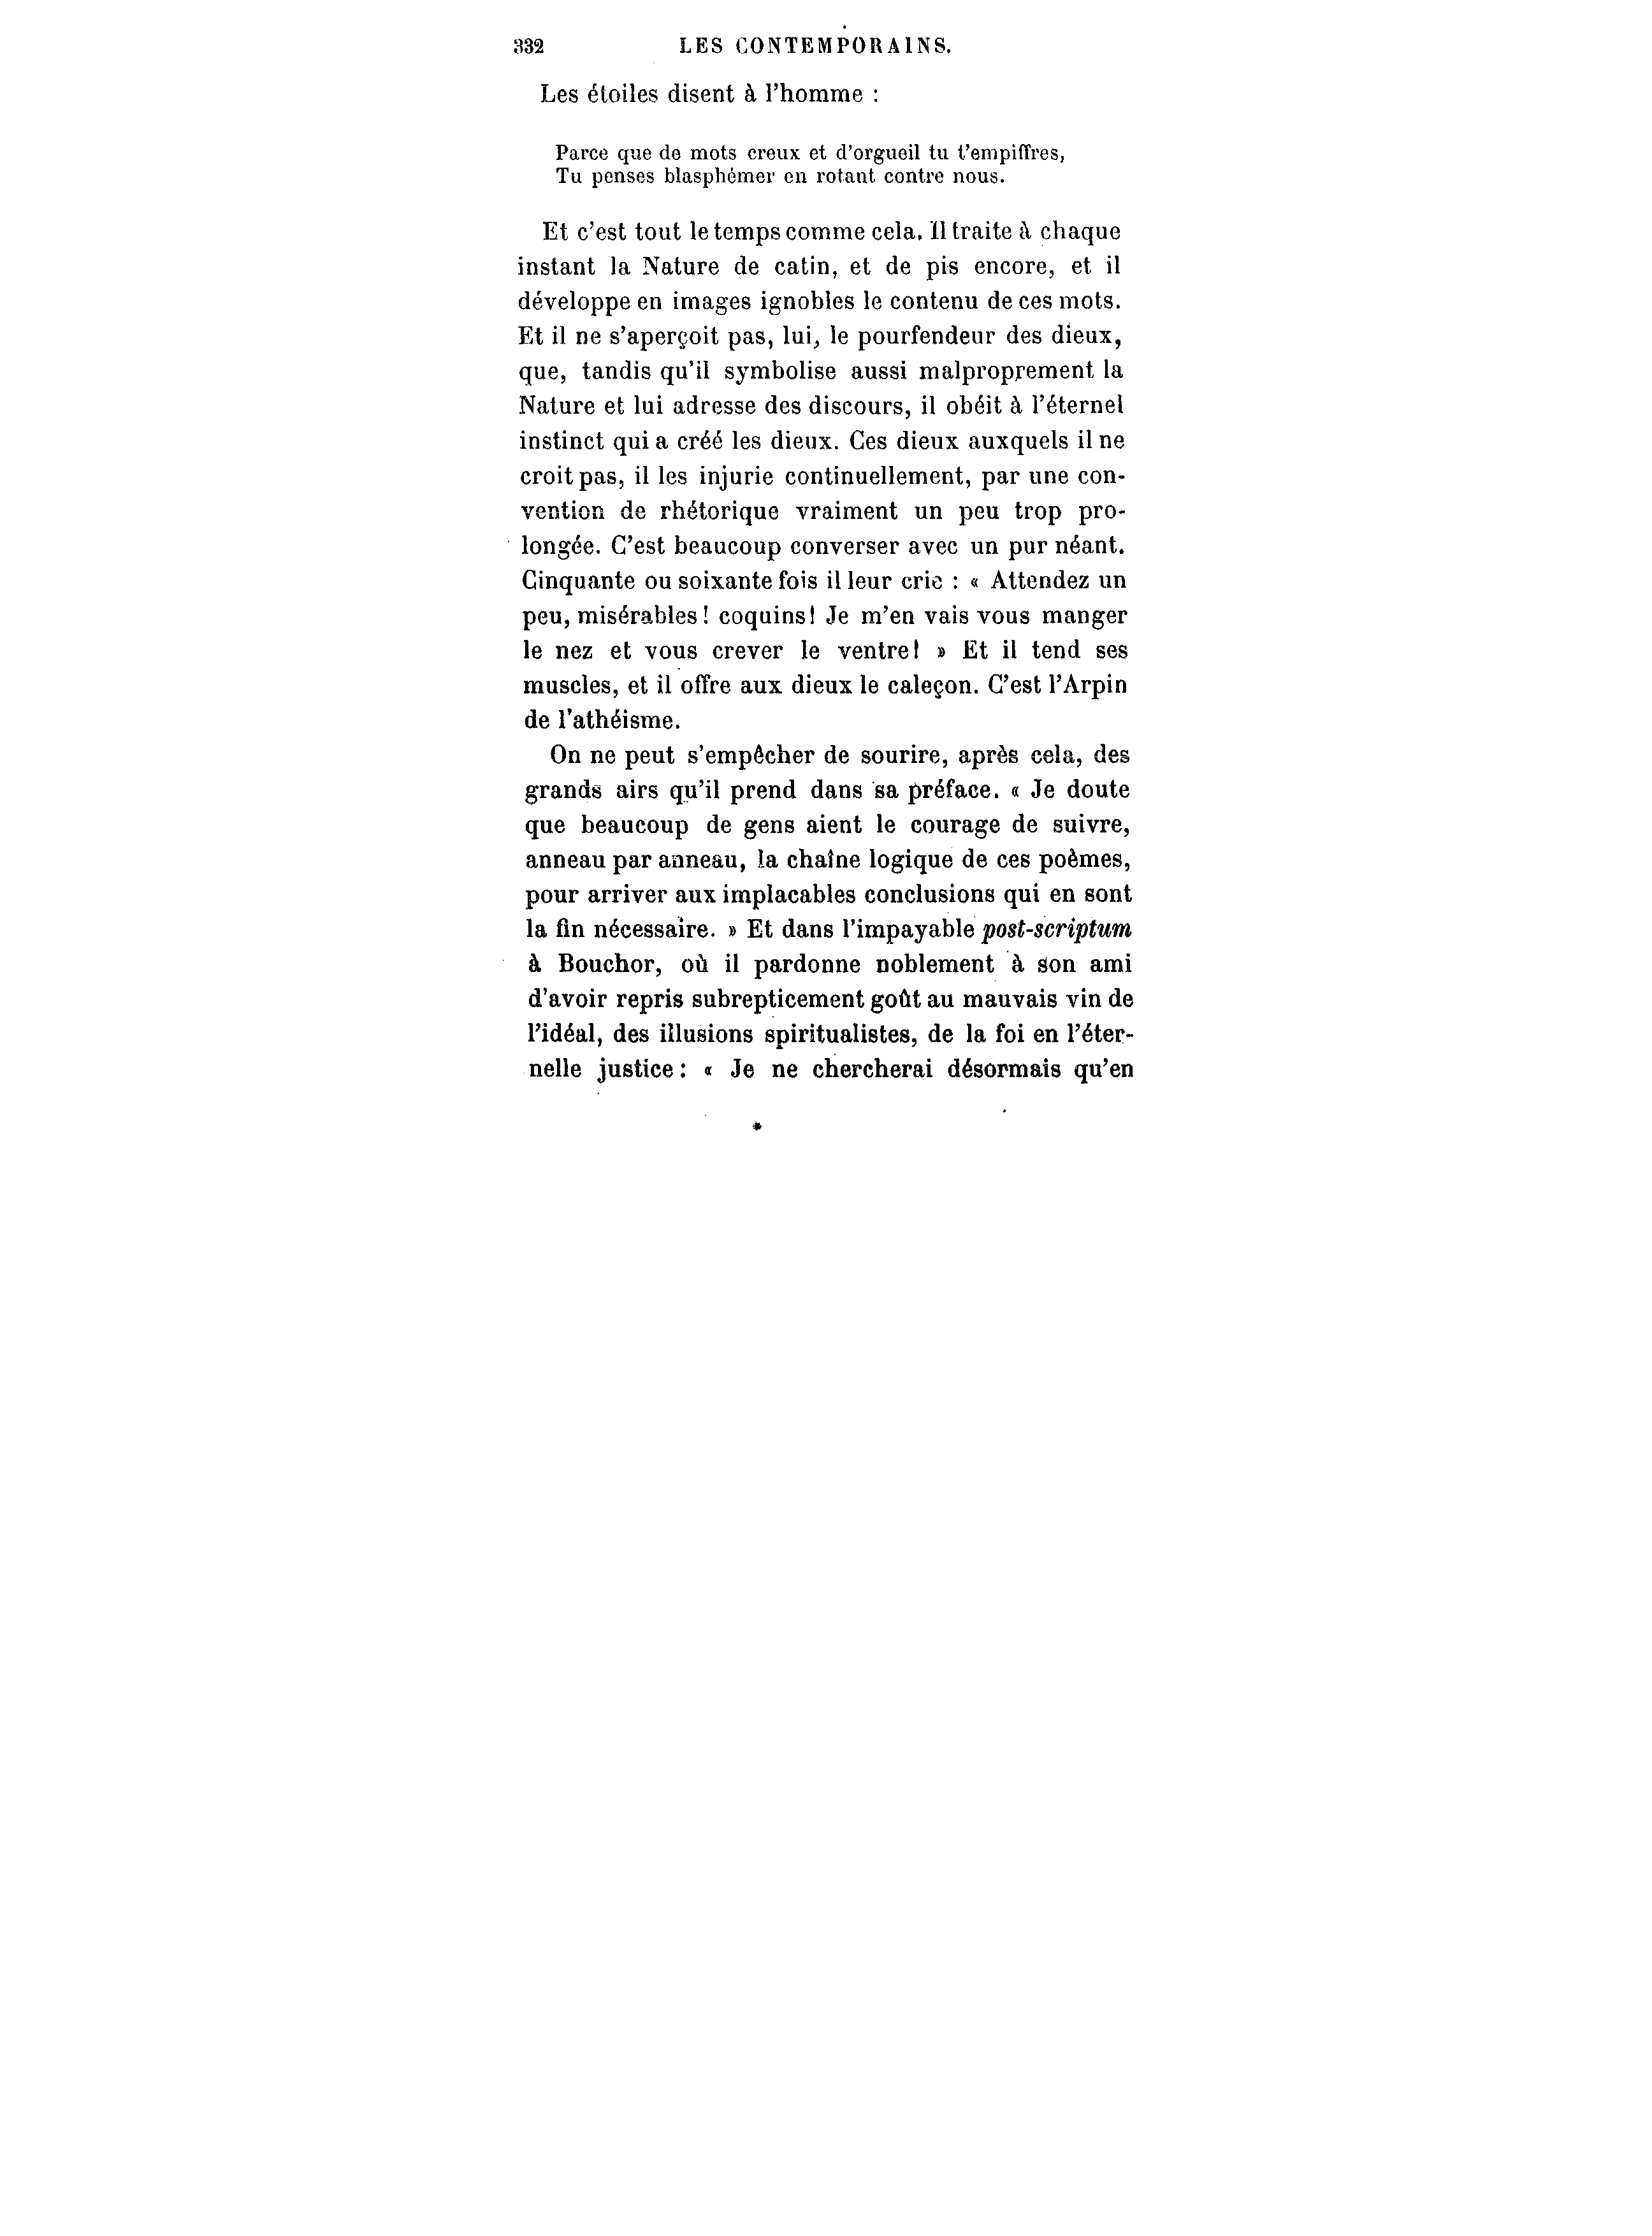 332 LES CONTEMPORAINS.
Les étoiles disent à l'homme :
Parce que de mots creux et d'orgueil tu t'empiffres,
Tu penses blasphémer en rotant contre nous.
Et c'est tout le temps comme cela. Il traite à chaque
instant la Nature de catin, et de pis encore, et il
développe en images ignobles le contenu de ces mots.
Et il ne s'aperçoit pas, lui, le pourfendeur des dieux,
que, tandis qu'il symbolise aussi malproprement la
Nature et lui adresse des discours, il obéit à l'éternel
instinct qui a créé les dieux. Ces dieux auxquels il ne
croit pas, il les injurie continuellement, par une con-
vention de rhétorique vraiment un peu trop pro-
longée. C'est beaucoup converser avec un pur néant.
Cinquante ou soixante fois il leur crie : « Attendez un
peu, misérables ! coquins! Je m'en vais vous manger
le nez et vous crever le ventre! » Et il tend ses
muscles, et il offre aux dieux le caleçon. C'est l'Arpin
de l'athéisme.
On ne peut s'empêcher de sourire, après cela, des
grands airs qu'il prend dans sa préface. « Je doute
que beaucoup de gens aient le courage de suivre,
anneau par anneau, la chaîne logique de ces poèmes,
pour arriver aux implacables conclusions qui en sont
la fin nécessaire. » Et dans l'impayable post-scriptum
à Bouchor, où il pardonne noblement à son ami
d'avoir repris subrepticement goût au mauvais vin de
l'idéal, des illusions spiritualistes, de la foi en l'éter-
nelle justice : « Je ne chercherai désormais qu'en